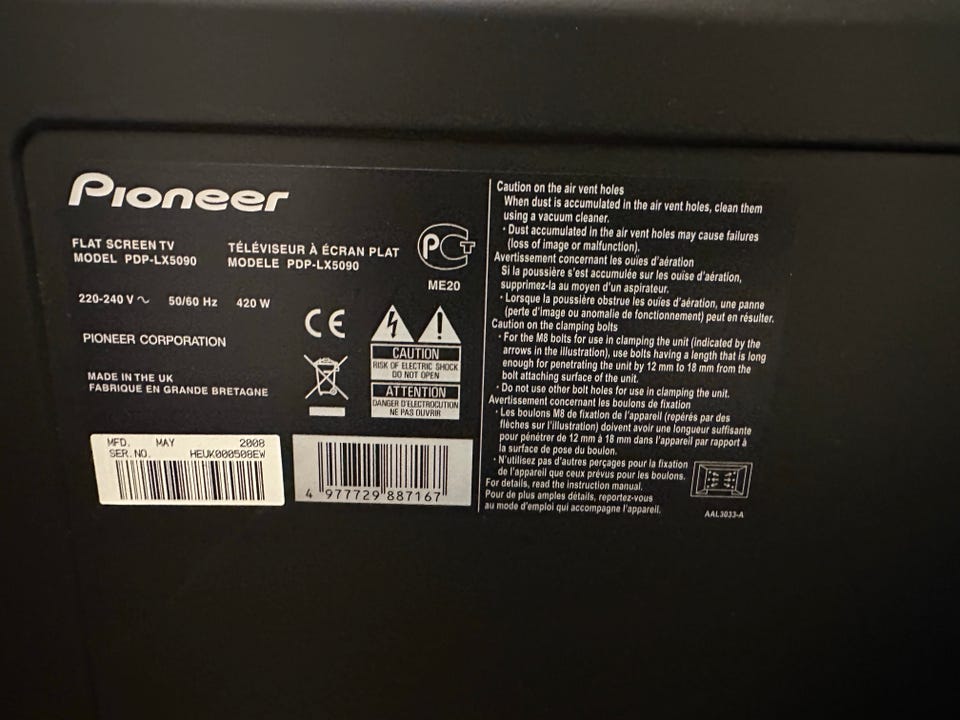 Pioneer
FLAT SCREEN TV
MODEL PDP-LX5090
TÉLÉVISEUR À ÉCRAN PLAT
MODELE PDP-LX5090
220-240 V ~ 50/60 Hz 420 W
PIONEER CORPORATION
MADE IN THE UK
FABRIQUE EN GRANDE BRETAGNE
PCT
ME20
CE
CAUTION
RISK OF ELECTRIC SHOCK
DO NOT OPEN
ATTENTION
DANGER D'ELECTROCUTION
NE PAS OUVRIR
MFD. MAY 2008
SER. NO. HEUK000508EW
4 977729 887167
Caution on the air vent holes
When dust is accumulated in the air vent holes, clean them
using a vacuum cleaner.
· Dust accumulated in the air vent holes may cause failures
(loss of image or malfunction).
Avertissement concernant les ouïes d'aération
Si la poussière s'est accumulée sur les ouïse d'aération,
supprimez-la au moyen d'un aspirateur.
· Lorsque la poussière obstrue les ouïes d'aération, une panne
(perte d'image ou anomalie de fonctionnement) peut en résulter.
Caution on the clamping bolts
· For the M8 bolts for use in clamping the unit (indicated by the
arrows in the illustration), use bolts having a length that is long
enough for penetrating the unit by 12 mm to 18 mm from the
bolt attaching surface of the unit.
· Do not use other bolt holes for use in clamping the unit.
Avertissement concernant les boulons de fixation
· Les boulons M8 de fixation de l'appareil (repérés par des
flèches sur l'illustration) doivent avoir une longueur suffisante
pour pénétrer de 12 mm à 18 mm dans l'appareil par rapport à
la surface de pose du boulon.
· N'utilisez pas d'autres perçages pour la fixation
de l'appareil que ceux prévus pour les boulons.
For details, read the instruction manual.
Pour de plus amples détails, reportez-vous
au mode d'emploi qui accompagne l'appareil.
AAL3033-A